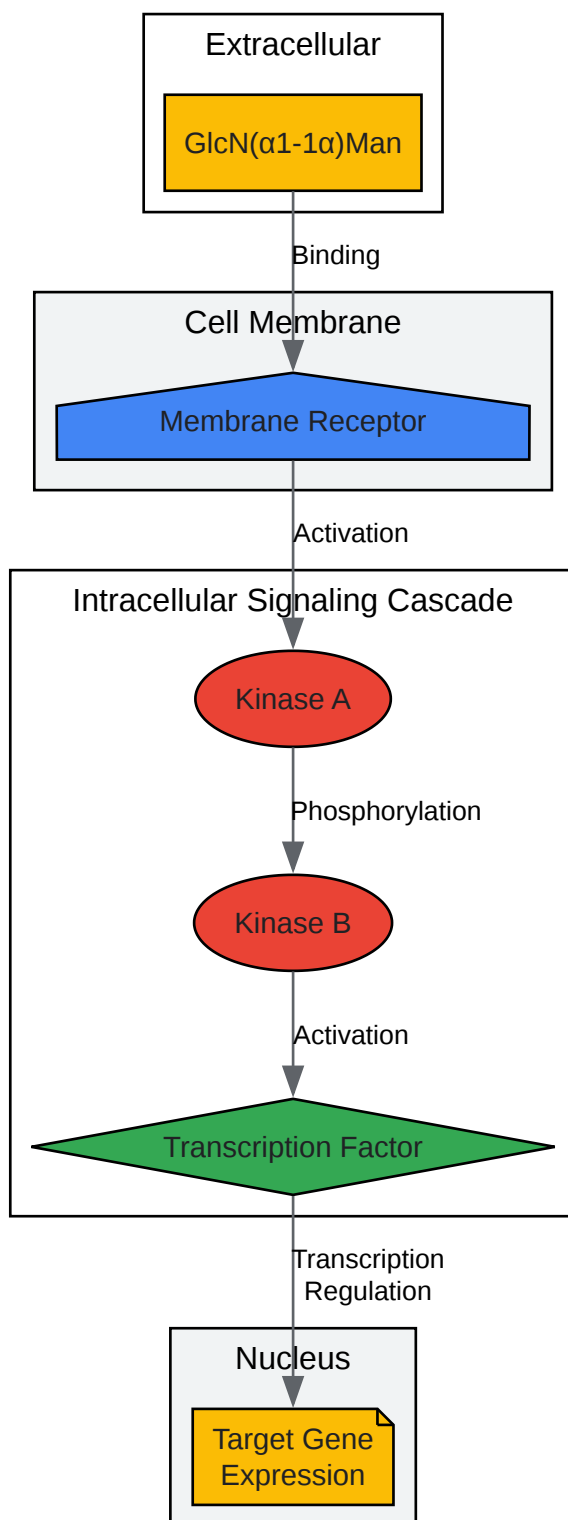 Extracellular
GlcN(α1-1α)Man
Binding
Cell Membrane
Membrane Receptor
Activation
Intracellular Signaling Cascade
Kinase A
Phosphorylation
Kinase B
Activation
Transcription Factor
Transcription
Regulation
Nucleus
Target Gene
Expression